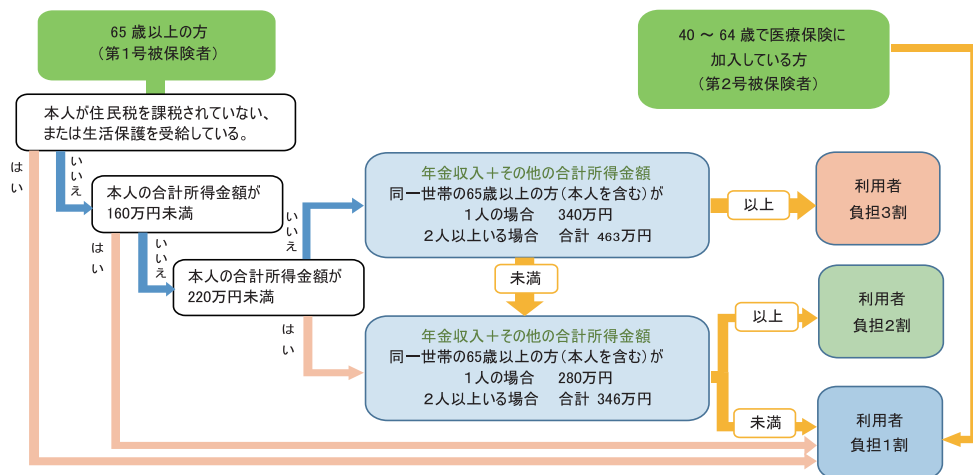 65歳以上の方
（第1号被保険者）
40～64歳で医療保険に
加入している方
（第2号被保険者）
本人が住民税を課税されていない、
または生活保護を受給している。
はい
いいえ
本人の合計所得金額が
160万円未満
はい
いいえ
本人の合計所得金額が
220万円未満
いいえ
はい
年金収入＋その他の合計所得金額
同一世帯の65歳以上の方（本人を含む）が
1人の場合 340万円
2人以上いる場合 合計 463万円
以上
利用者
負担3割
未満
年金収入＋その他の合計所得金額
同一世帯の65歳以上の方（本人を含む）が
1人の場合 280万円
2人以上いる場合 合計 346万円
以上
利用者
負担2割
未満
利用者
負担1割